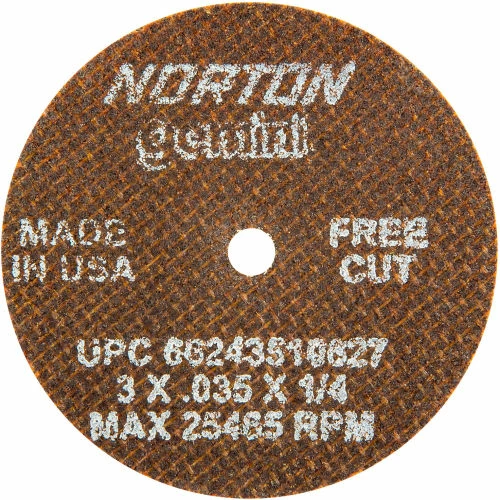 NORTON
gemini
MADE
IN USA
FREE
CUT
UPC 66243510627
3 X .035 X 1/4
MAX 25465 RPM